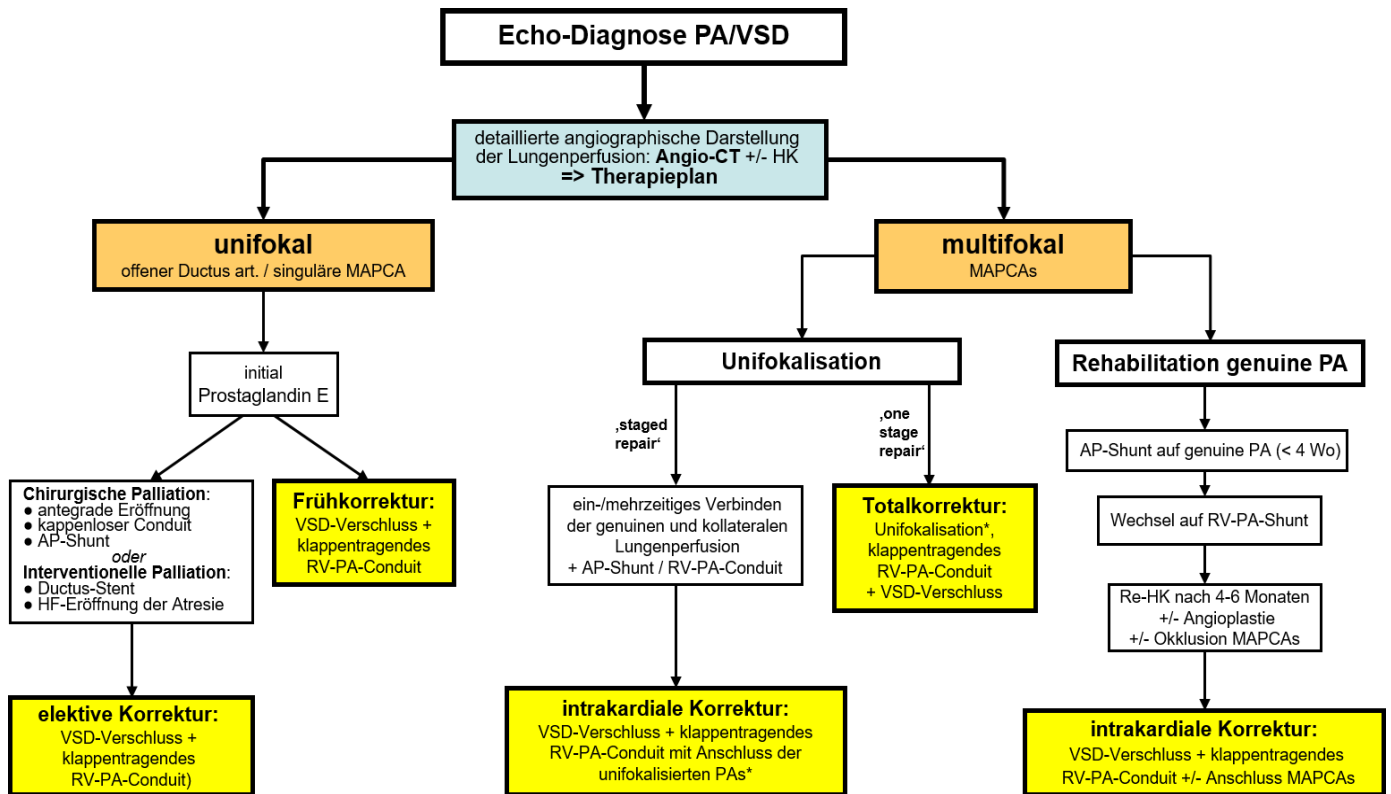 Echo-Diagnose PA/VSD
detaillierte angiographische Darstellung
der Lungenperfusion: Angio-CT +/- HK
=> Therapieplan
unifokal
offener Ductus art. / singuläre MAPCA
multifokal
MAPCAs
initial
Prostaglandin E
Unifokalisation
Rehabilitation genuine PA
‚staged
repair‘
‚one
stage
repair‘
AP-Shunt auf genuine PA (< 4 Wo)
Chirurgische Palliation:
● antegrade Eröffnung
● kappenloser Conduit
● AP-Shunt
oder
Interventionelle Palliation:
● Ductus-Stent
● HF-Eröffnung der Atresie
Frühkorrektur:
VSD-Verschluss +
klappentragendes
RV-PA-Conduit
ein-/mehrzeitiges Verbinden
der genuinen und kollateralen
Lungenperfusion
+ AP-Shunt / RV-PA-Conduit
Totalkorrektur:
Unifokalisation*,
klappentragendes
RV-PA-Conduit
+ VSD-Verschluss
Wechsel auf RV-PA-Shunt
Re-HK nach 4-6 Monaten
+/- Angioplastie
+/- Okklusion MAPCAs
elektive Korrektur:
VSD-Verschluss +
klappentragendes
RV-PA-Conduit)
intrakardiale Korrektur:
VSD-Verschluss + klappentragendes
RV-PA-Conduit mit Anschluss der
unifokalisierten PAs*
intrakardiale Korrektur:
VSD-Verschluss + klappentragendes
RV-PA-Conduit +/- Anschluss MAPCAs